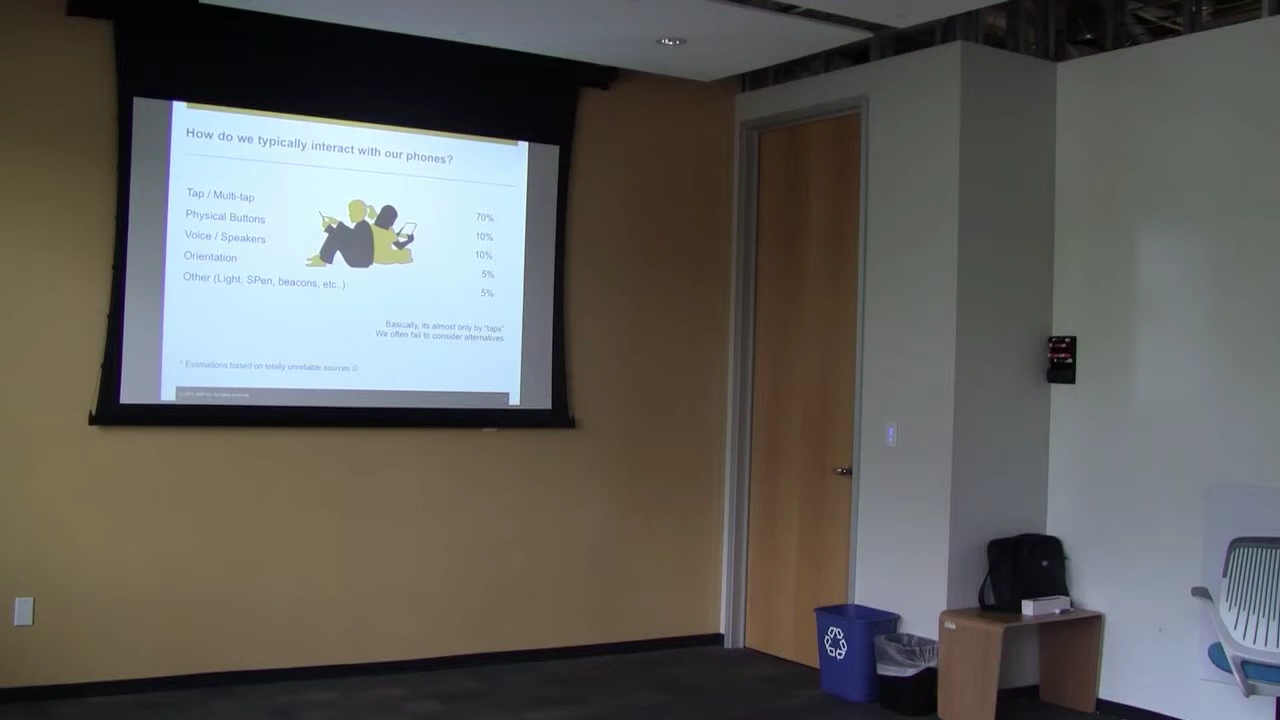 How do we typically interact with our phones?
Tap / Multi-tap
70%
Physical Buttons
10%
Voice / Speakers
10%
Orientation
5%
Other (Light, SPen, beacons, etc..)
5%
Basically, its almost only by "taps"
We often fail to consider alternatives
* Estimations based on totally unreliable sources ☺